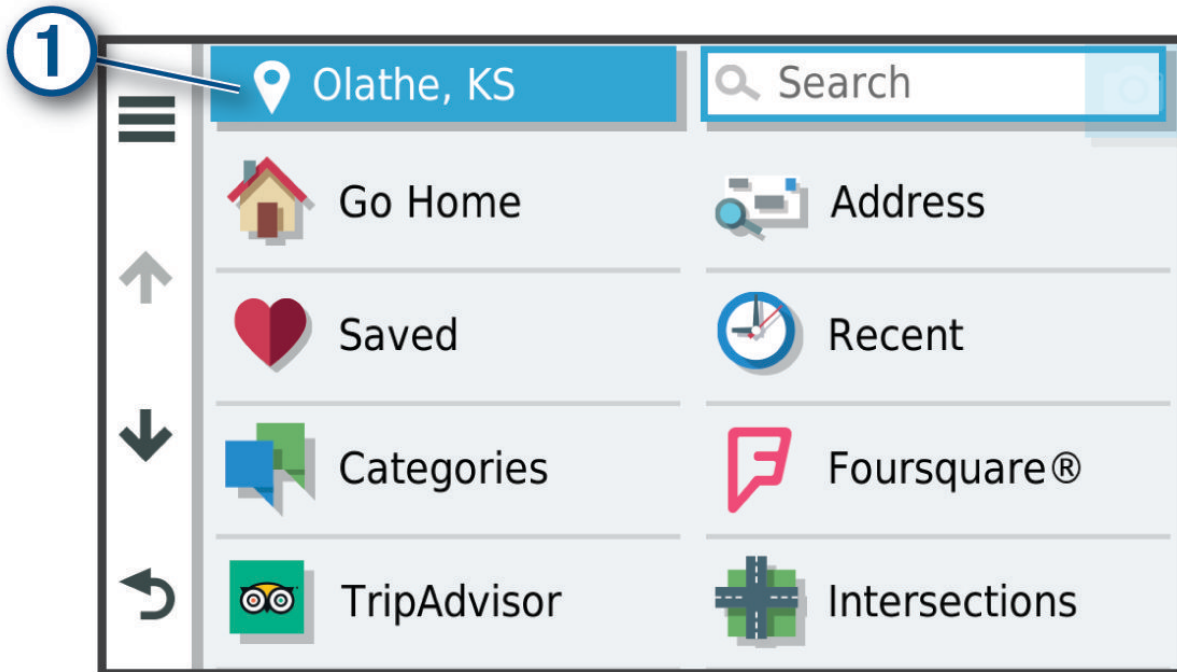 1
Olathe, KS
Search
Go Home
Address
Saved
Recent
Categories
Foursquare®
TripAdvisor
Intersections